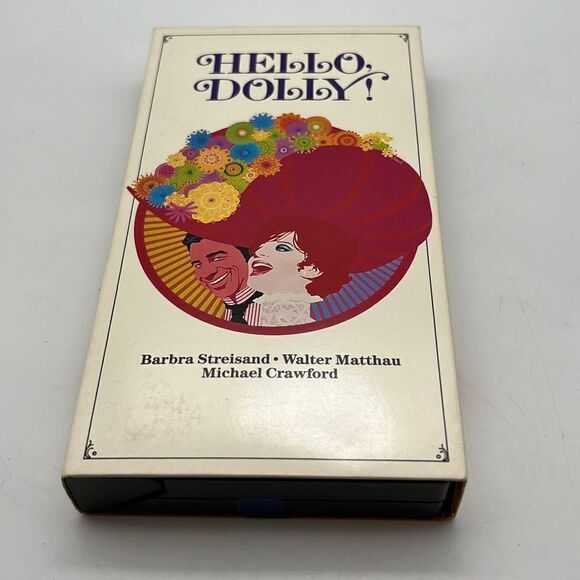 HELLO,
DOLLY!
Barbra Streisand • Walter Matthau
Michael Crawford